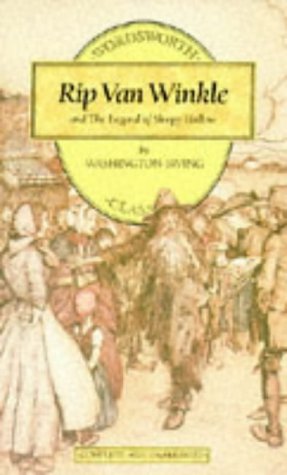 WORDSWORTH
Rip Van Winkle
and The Legend of Sleepy Hollow
by
WASHINGTON IRVING
CLASSICS
COMPLETE AND UNABRIDGED